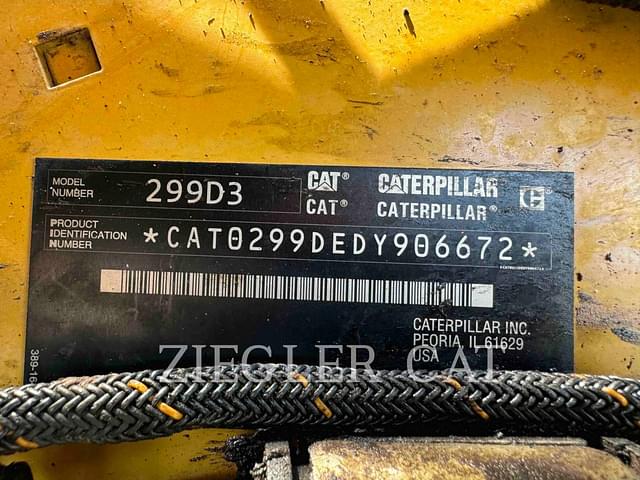 MODEL
NUMBER
299D3
CAT
CAT®
CATERPILLAR
CATERPILLAR®
PRODUCT
IDENTIFICATION
NUMBER
*CAT0299DEDY906672*
CATERPILLAR INC.
PEORIA, IL 61629
USA
ZIEGLER CAT